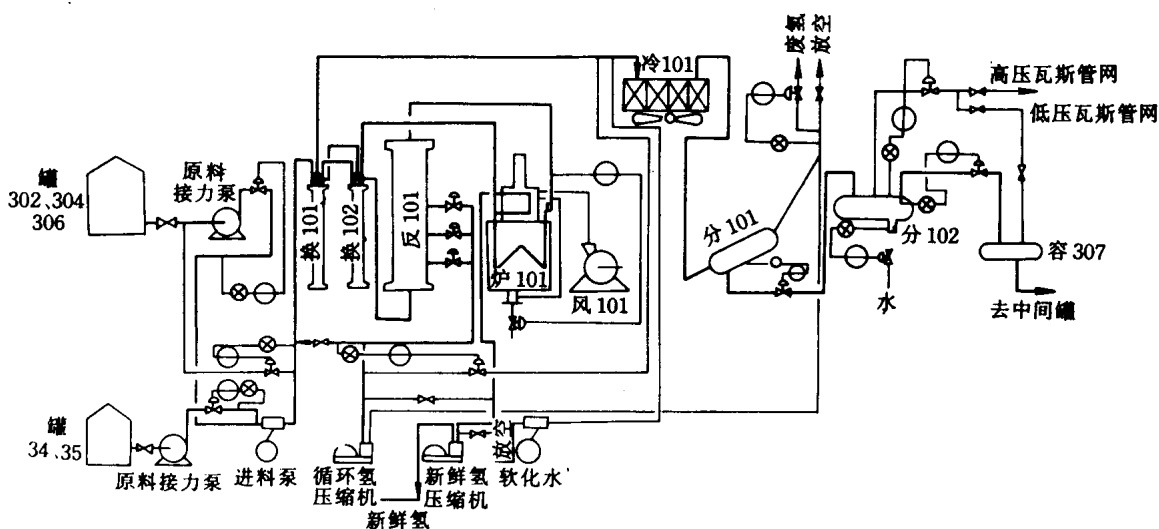 罐
302、304
306
原料
接力泵
换101
换102
反101
炉101
风101
冷101
废氢
放空
高压瓦斯管网
低压瓦斯管网
分101
分102
水
容307
去中间罐
罐
34、35
原料接力泵
进料泵
循环氢
压缩机
新鲜氢
新鲜氢
压缩机
放空
软化水